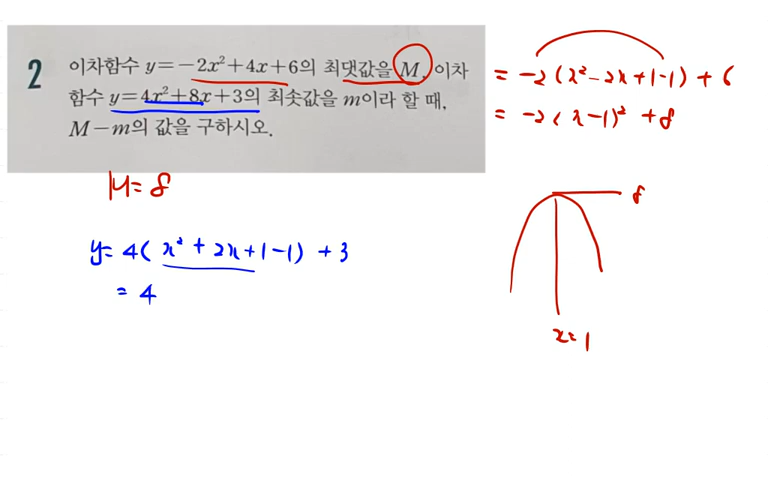 2 이차함수 y=−2x²+4x+6의 최댓값을 M, 이차
함수 y=4x²+8x+3의 최솟값을 m이라 할 때,
M−m의 값을 구하시오.
= -2(x²-2x+1-1)+6
= -2(x-1)²+8
M=8
8
x=1
y=4(x²+2x+1-1)+3
=4